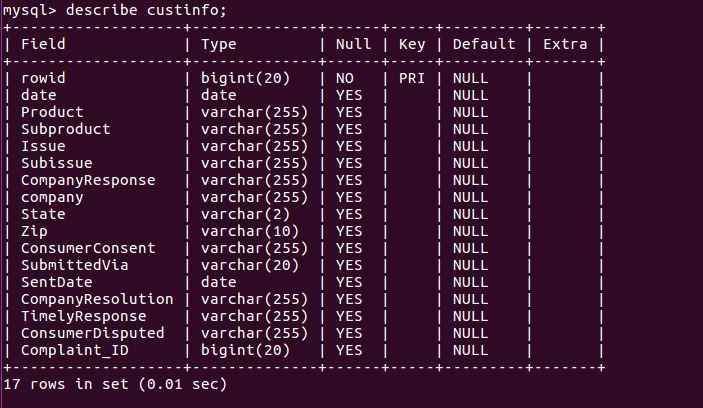 mysql> describe custinfo;
+-------------------+--------------+------+-----+---------+-------+
| Field             | Type         | Null | Key | Default | Extra |
+-------------------+--------------+------+-----+---------+-------+
| rowid             | bigint(20)   | NO   | PRI | NULL    |       |
| date              | date         | YES  |     | NULL    |       |
| Product           | varchar(255) | YES  |     | NULL    |       |
| Subproduct        | varchar(255) | YES  |     | NULL    |       |
| Issue             | varchar(255) | YES  |     | NULL    |       |
| Subissue          | varchar(255) | YES  |     | NULL    |       |
| CompanyResponse   | varchar(255) | YES  |     | NULL    |       |
| company           | varchar(255) | YES  |     | NULL    |       |
| State             | varchar(2)   | YES  |     | NULL    |       |
| Zip               | varchar(10)  | YES  |     | NULL    |       |
| ConsumerConsent   | varchar(255) | YES  |     | NULL    |       |
| SubmittedVia      | varchar(20)  | YES  |     | NULL    |       |
| SentDate          | date         | YES  |     | NULL    |       |
| CompanyResolution | varchar(255) | YES  |     | NULL    |       |
| TimelyResponse    | varchar(255) | YES  |     | NULL    |       |
| ConsumerDisputed  | varchar(255) | YES  |     | NULL    |       |
| Complaint_ID      | bigint(20)   | YES  |     | NULL    |       |
+-------------------+--------------+------+-----+---------+-------+
17 rows in set (0.01 sec)